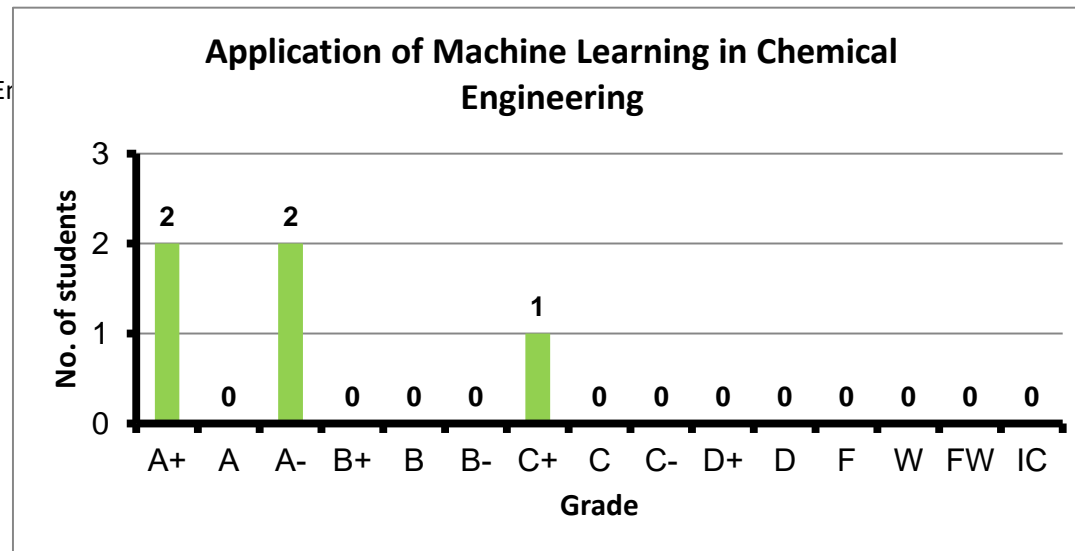 Application of Machine Learning in Chemical
Engineering
3
2
1
0
No. of students
2 0 2 0 0 0 1 0 0 0 0 0 0 0 0
A+ A A- B+ B B- C+ C C- D+ D F W FW IC
Grade